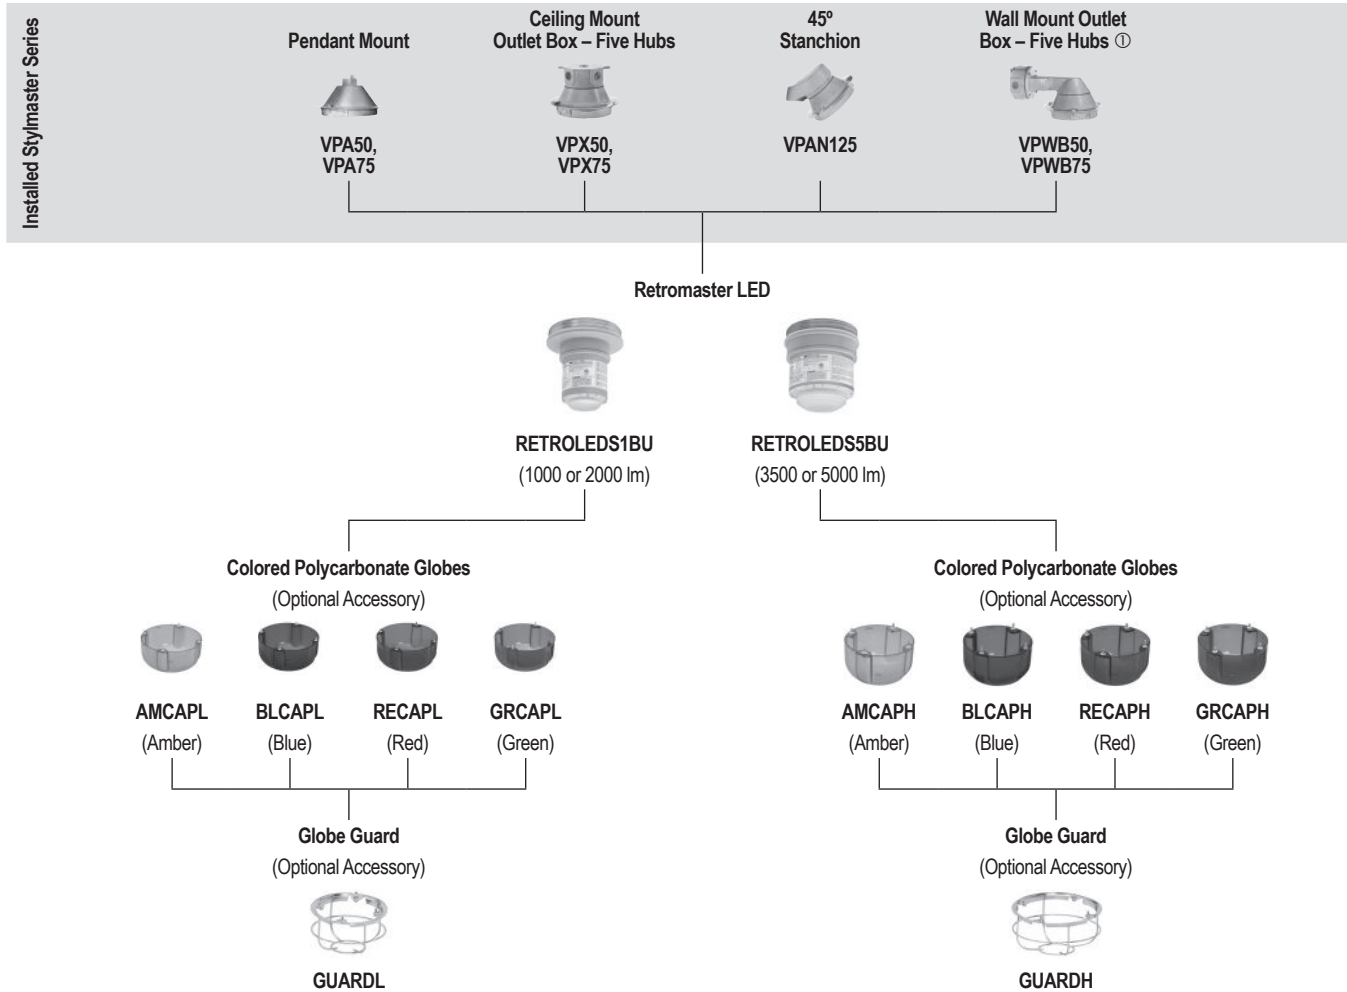 Installed Stylmaster Series
Pendant Mount
Ceiling Mount
Outlet Box – Five Hubs
45º
Stanchion
Wall Mount Outlet
Box – Five Hubs ①
VPA50,
VPA75
VPX50,
VPX75
VPAN125
VPWB50,
VPWB75
Retromaster LED
RETROLEDS1BU
(1000 or 2000 lm)
RETROLEDS5BU
(3500 or 5000 lm)
Colored Polycarbonate Globes
(Optional Accessory)
AMCAPL
(Amber)
BLCAPL
(Blue)
RECAPL
(Red)
GRCAPL
(Green)
Globe Guard
(Optional Accessory)
GUARDL
Colored Polycarbonate Globes
(Optional Accessory)
AMCAPH
(Amber)
BLCAPH
(Blue)
RECAPH
(Red)
GRCAPH
(Green)
Globe Guard
(Optional Accessory)
GUARDH